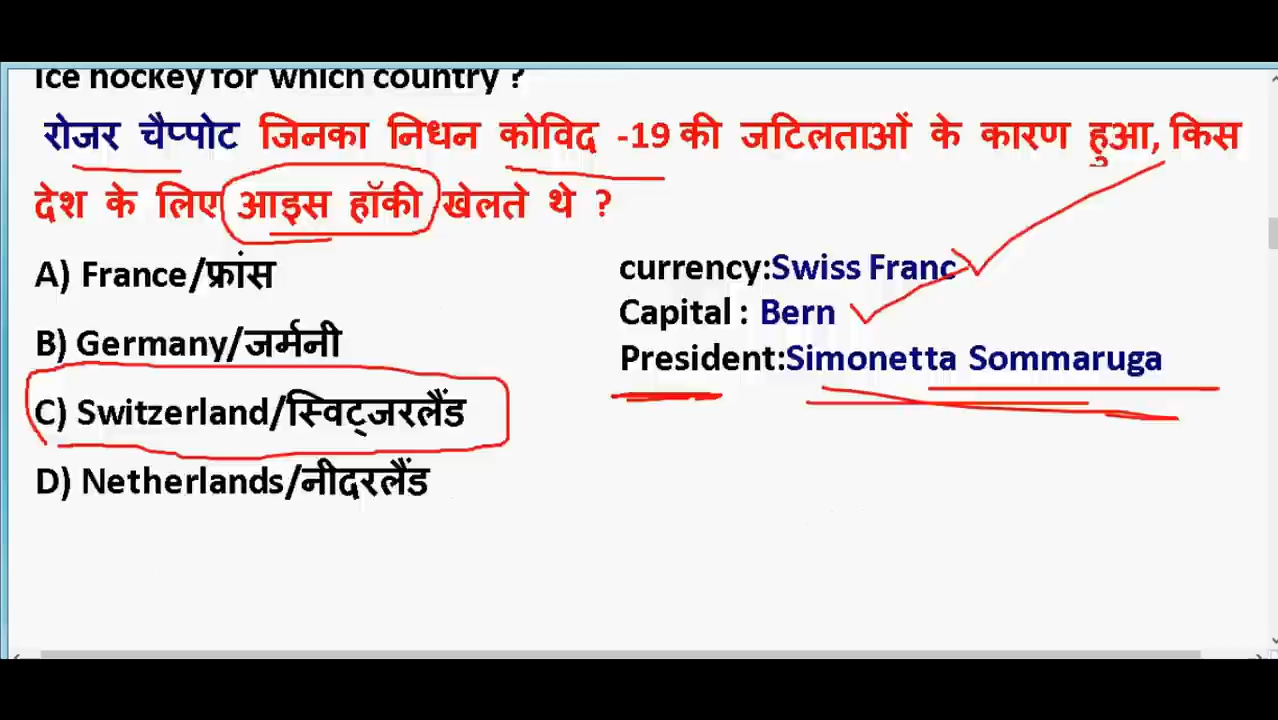 Ice hockey for which country ?
रोजर चैप्पोट जिनका निधन कोविद -19 की जटिलताओं के कारण हुआ, किस
देश के लिए आइस हॉकी खेलते थे ?
A) France/फ्रांस
B) Germany/जर्मनी
C) Switzerland/स्विट्जरलैंड
D) Netherlands/नीदरलैंड
currency:Swiss Franc
Capital : Bern
President:Simonetta Sommaruga